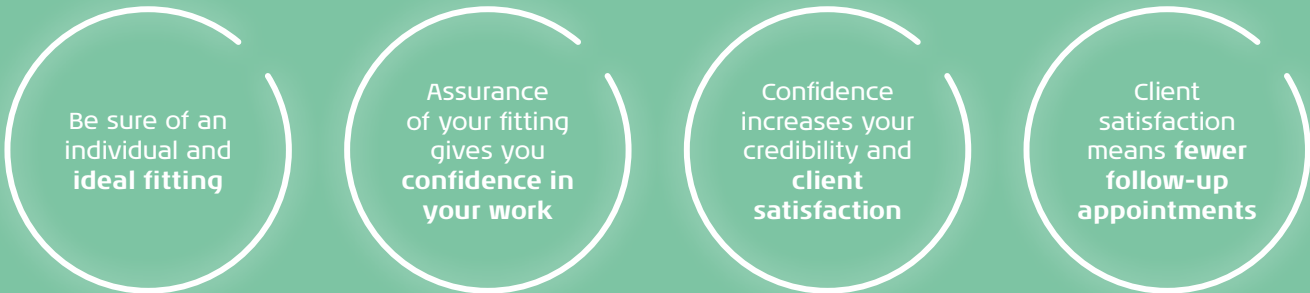 Be sure of an
individual and
ideal fitting
Assurance
of your fitting
gives you
confidence in
your work
Confidence
increases your
credibility and
client
satisfaction
Client
satisfaction
means fewer
follow-up
appointments